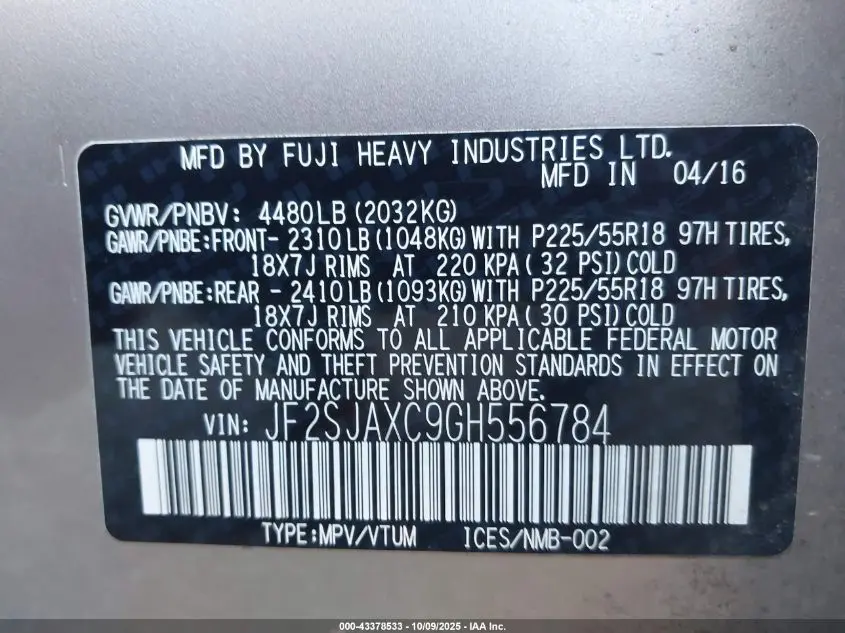 MFD BY FUJI HEAVY INDUSTRIES LTD.
MFD IN 04/16
GVWR/PNBV: 4480LB(2032KG)
GAWR/PNBE:FRONT- 2310LB(1048KG)WITH P225/55R18 97H TIRES,
18X7J RIMS AT 220 KPA(32 PSI)COLD
GAWR/PNBE:REAR - 2410LB(1093KG)WITH P225/55R18 97H TIRES,
18X7J RIMS AT 210 KPA(30 PSI)COLD
THIS VEHICLE CONFORMS TO ALL APPLICABLE FEDERAL MOTOR
VEHICLE SAFETY AND THEFT PREVENTION STANDARDS IN EFFECT ON
THE DATE OF MANUFACTURE SHOWN ABOVE.
VIN: JF2SJAXC9GH556784
TYPE:MPV/VTUM ICES/NMB-002
000-43378533 - 10/09/2025 - IAA Inc.